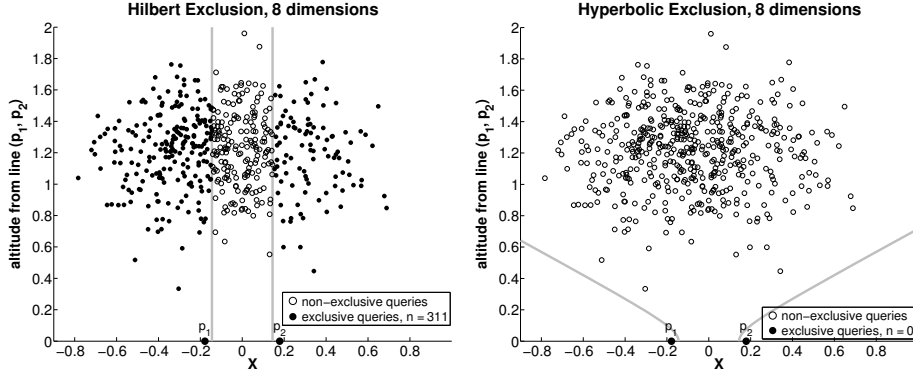 Hilbert Exclusion, 8 dimensions
altitude from line (p1, p2)
2
1.8
1.6
1.4
1.2
1
0.8
0.6
0.4
0.2
0
p1
p2
non−exclusive queries
exclusive queries, n = 311
−0.8 −0.6 −0.4 −0.2 0 0.2 0.4 0.6 0.8
X
Hyperbolic Exclusion, 8 dimensions
altitude from line (p1, p2)
2
1.8
1.6
1.4
1.2
1
0.8
0.6
0.4
0.2
0
p1
p2
non−exclusive queries
exclusive queries, n = 0
−0.8 −0.6 −0.4 −0.2 0 0.2 0.4 0.6 0.8
X